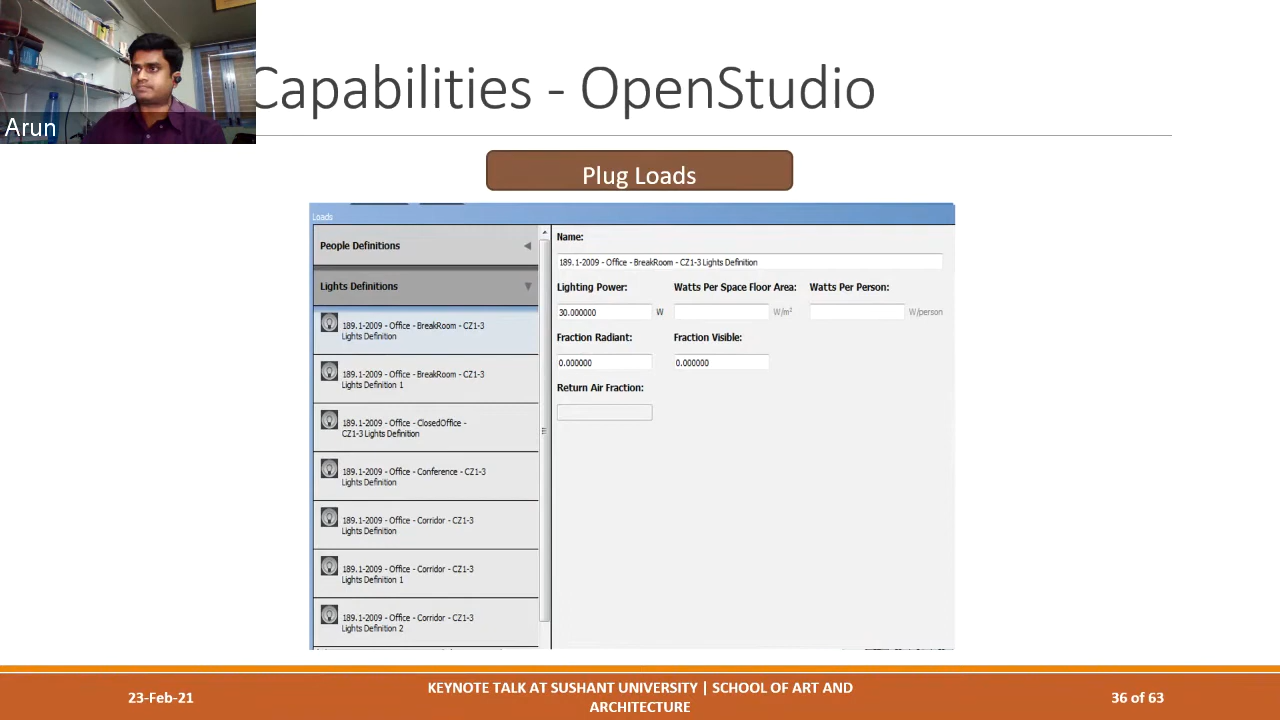 Arun
Capabilities - OpenStudio
Plug Loads
Loads
People Definitions
Lights Definitions
189.1-2009 - Office - BreakRoom - CZ1-3
Lights Definition
189.1-2009 - Office - BreakRoom - CZ1-3
Lights Definition 1
189.1-2009 - Office - ClosedOffice -
CZ1-3 Lights Definition
189.1-2009 - Office - Conference - CZ1-3
Lights Definition
189.1-2009 - Office - Corridor - CZ1-3
Lights Definition
189.1-2009 - Office - Corridor - CZ1-3
Lights Definition 1
189.1-2009 - Office - Corridor - CZ1-3
Lights Definition 2
Name:
189.1-2009 - Office - BreakRoom - CZ1-3 Lights Definition
Lighting Power: Watts Per Space Floor Area: Watts Per Person:
30.000000 W W/m² W/person
Fraction Radiant: Fraction Visible:
0.000000 0.000000
Return Air Fraction:
23-Feb-21
KEYNOTE TALK AT SUSHANT UNIVERSITY | SCHOOL OF ART AND
ARCHITECTURE
36 of 63